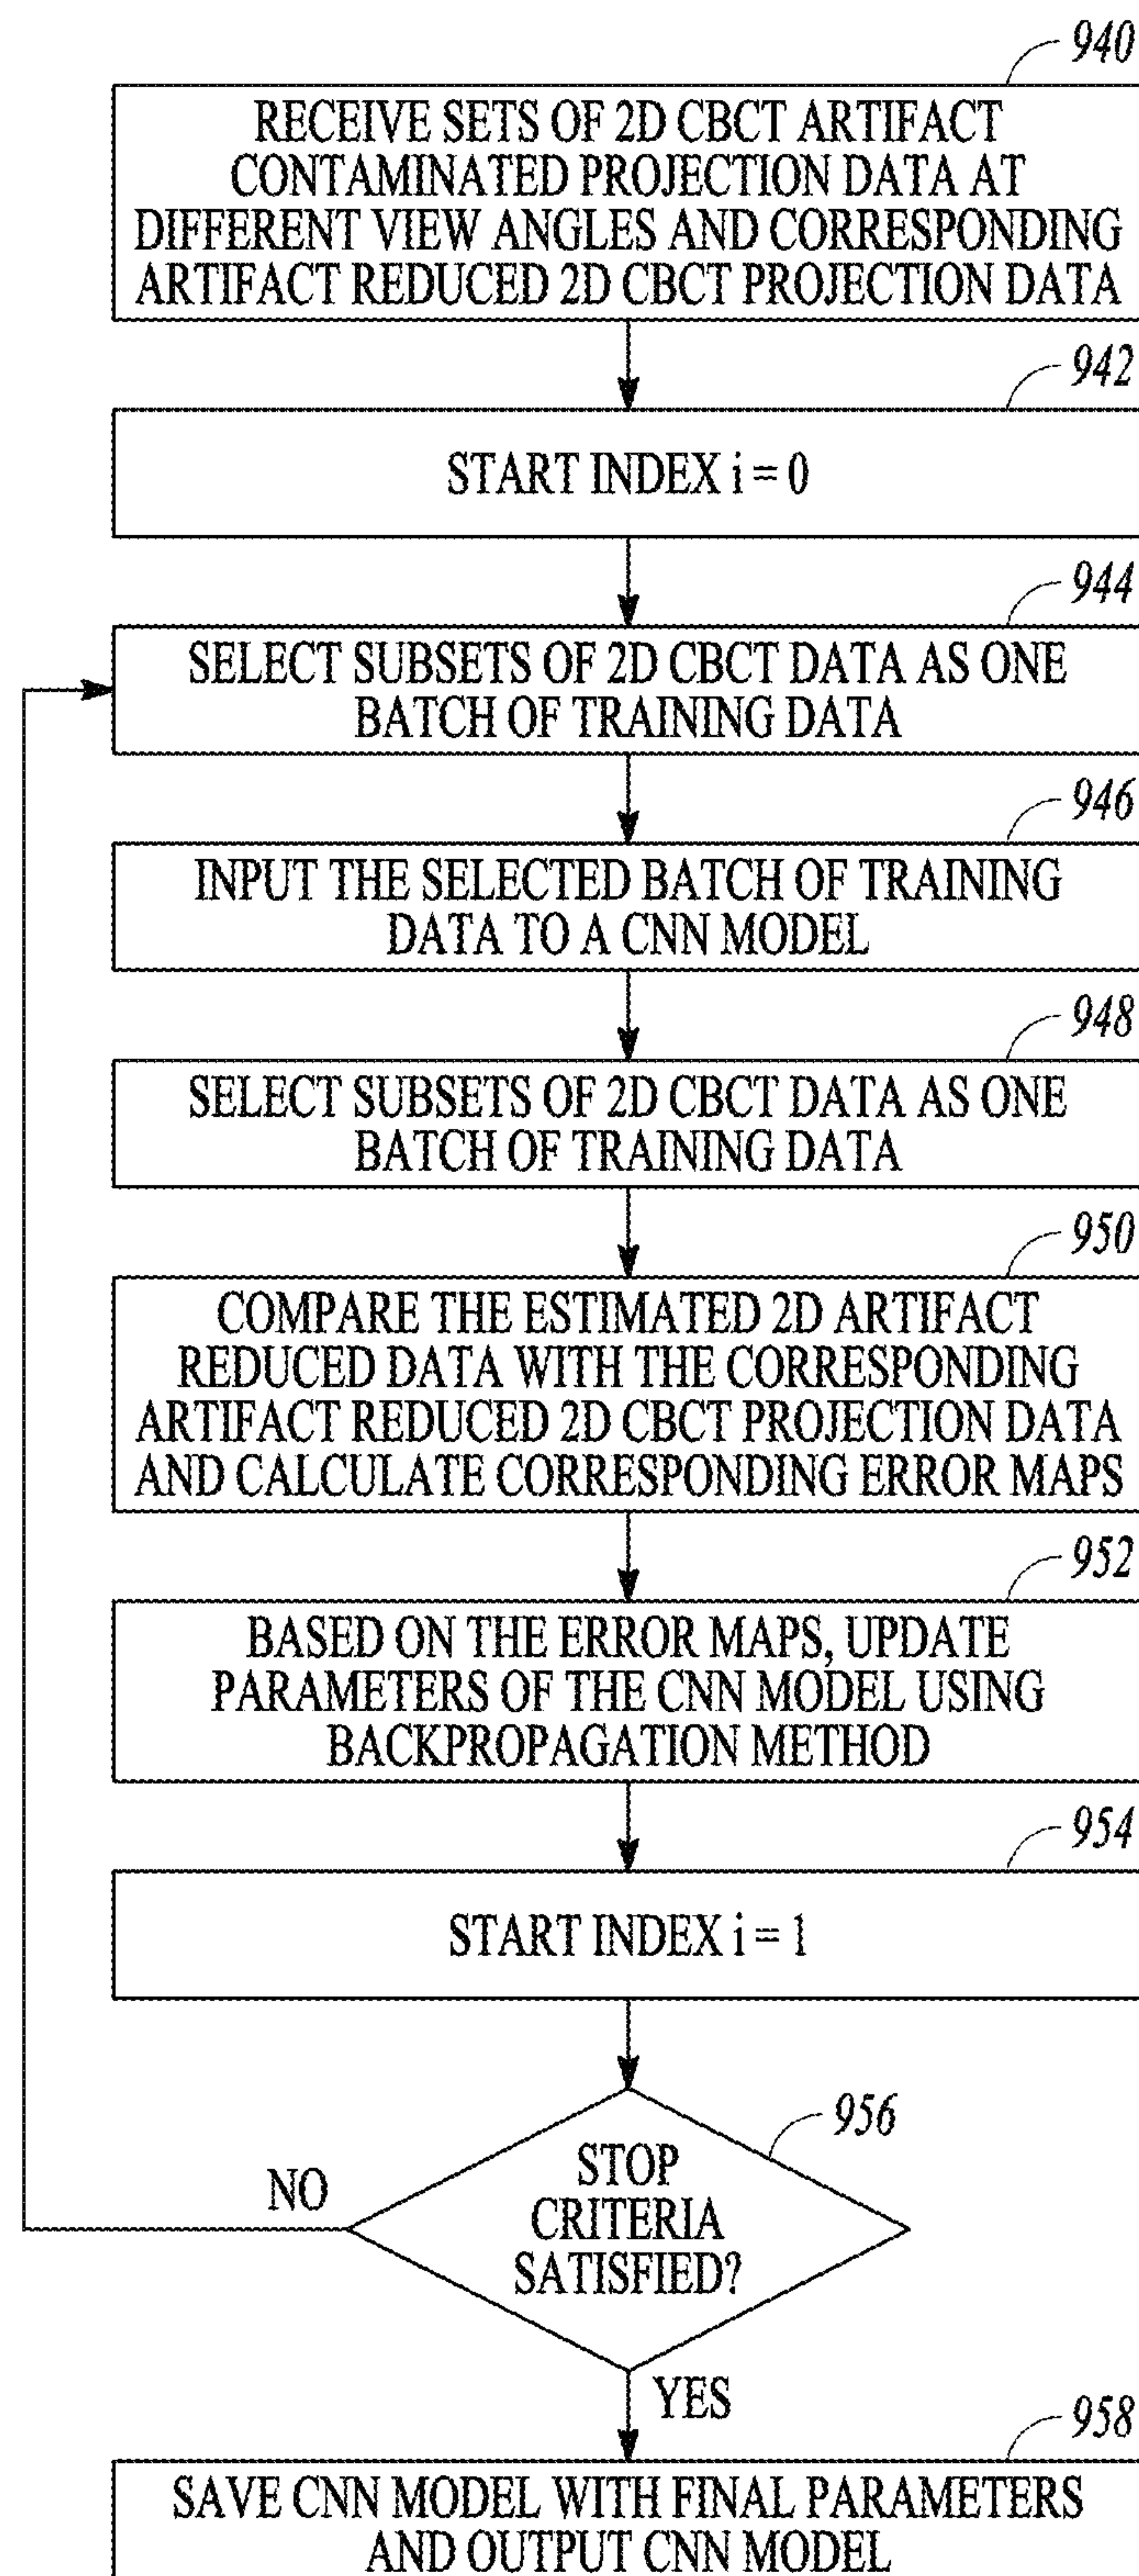 940
RECEIVE SETS OF 2D CBCT ARTIFACT
CONTAMINATED PROJECTION DATA AT
DIFFERENT VIEW ANGLES AND CORRESPONDING
ARTIFACT REDUCED 2D CBCT PROJECTION DATA
942
START INDEX i = 0
944
SELECT SUBSETS OF 2D CBCT DATA AS ONE
BATCH OF TRAINING DATA
946
INPUT THE SELECTED BATCH OF TRAINING
DATA TO A CNN MODEL
948
SELECT SUBSETS OF 2D CBCT DATA AS ONE
BATCH OF TRAINING DATA
950
COMPARE THE ESTIMATED 2D ARTIFACT
REDUCED DATA WITH THE CORRESPONDING
ARTIFACT REDUCED 2D CBCT PROJECTION DATA
AND CALCULATE CORRESPONDING ERROR MAPS
952
BASED ON THE ERROR MAPS, UPDATE
PARAMETERS OF THE CNN MODEL USING
BACKPROPAGATION METHOD
954
START INDEX i = 1
956
STOP
CRITERIA
SATISFIED?
NO
YES
958
SAVE CNN MODEL WITH FINAL PARAMETERS
AND OUTPUT CNN MODEL